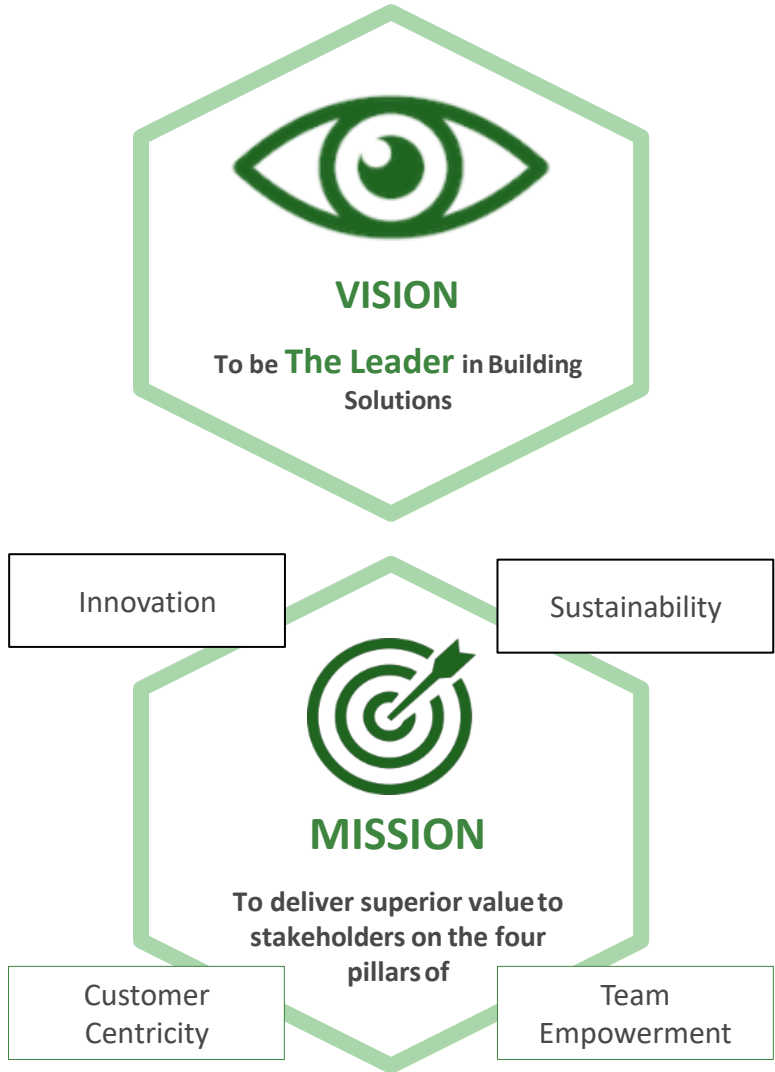 VISION
To be The Leader in Building
Solutions
Innovation
Sustainability
MISSION
To deliver superior value to
stakeholders on the four
pillars of
Customer
Centricity
Team
Empowerment